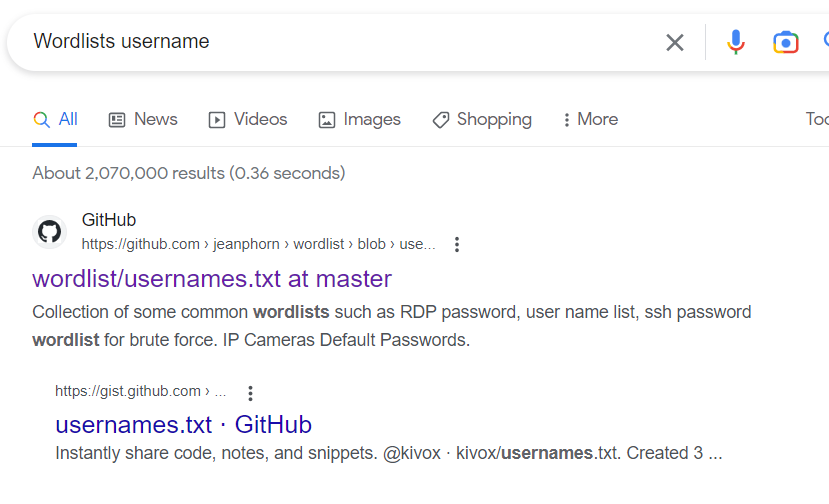 Wordlists username
All News Videos Images Shopping More
About 2,070,000 results (0.36 seconds)
GitHub
https://github.com › jeanphorn › wordlist › blob › use...
wordlist/usernames.txt at master
Collection of some common wordlists such as RDP password, user name list, ssh password
wordlist for brute force. IP Cameras Default Passwords.
https://gist.github.com › ...
usernames.txt · GitHub
Instantly share code, notes, and snippets. @kivox · kivox/usernames.txt. Created 3 ...